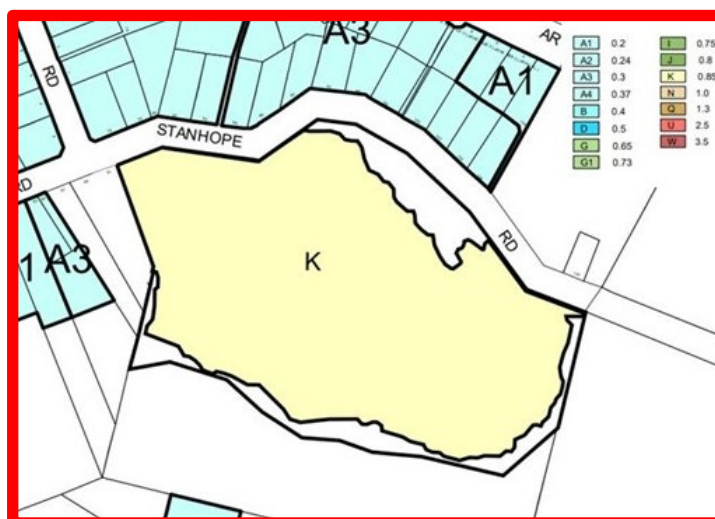 A3
AR
A1
RD
STANHOPE
RD
1
A3
K
RD
A1 0.2
A2 0.24
A3 0.3
A4 0.37
B 0.4
D 0.5
G 0.65
G1 0.73
I 0.75
J 0.8
K 0.85
N 1.0
Q 1.3
U 2.5
W 3.5